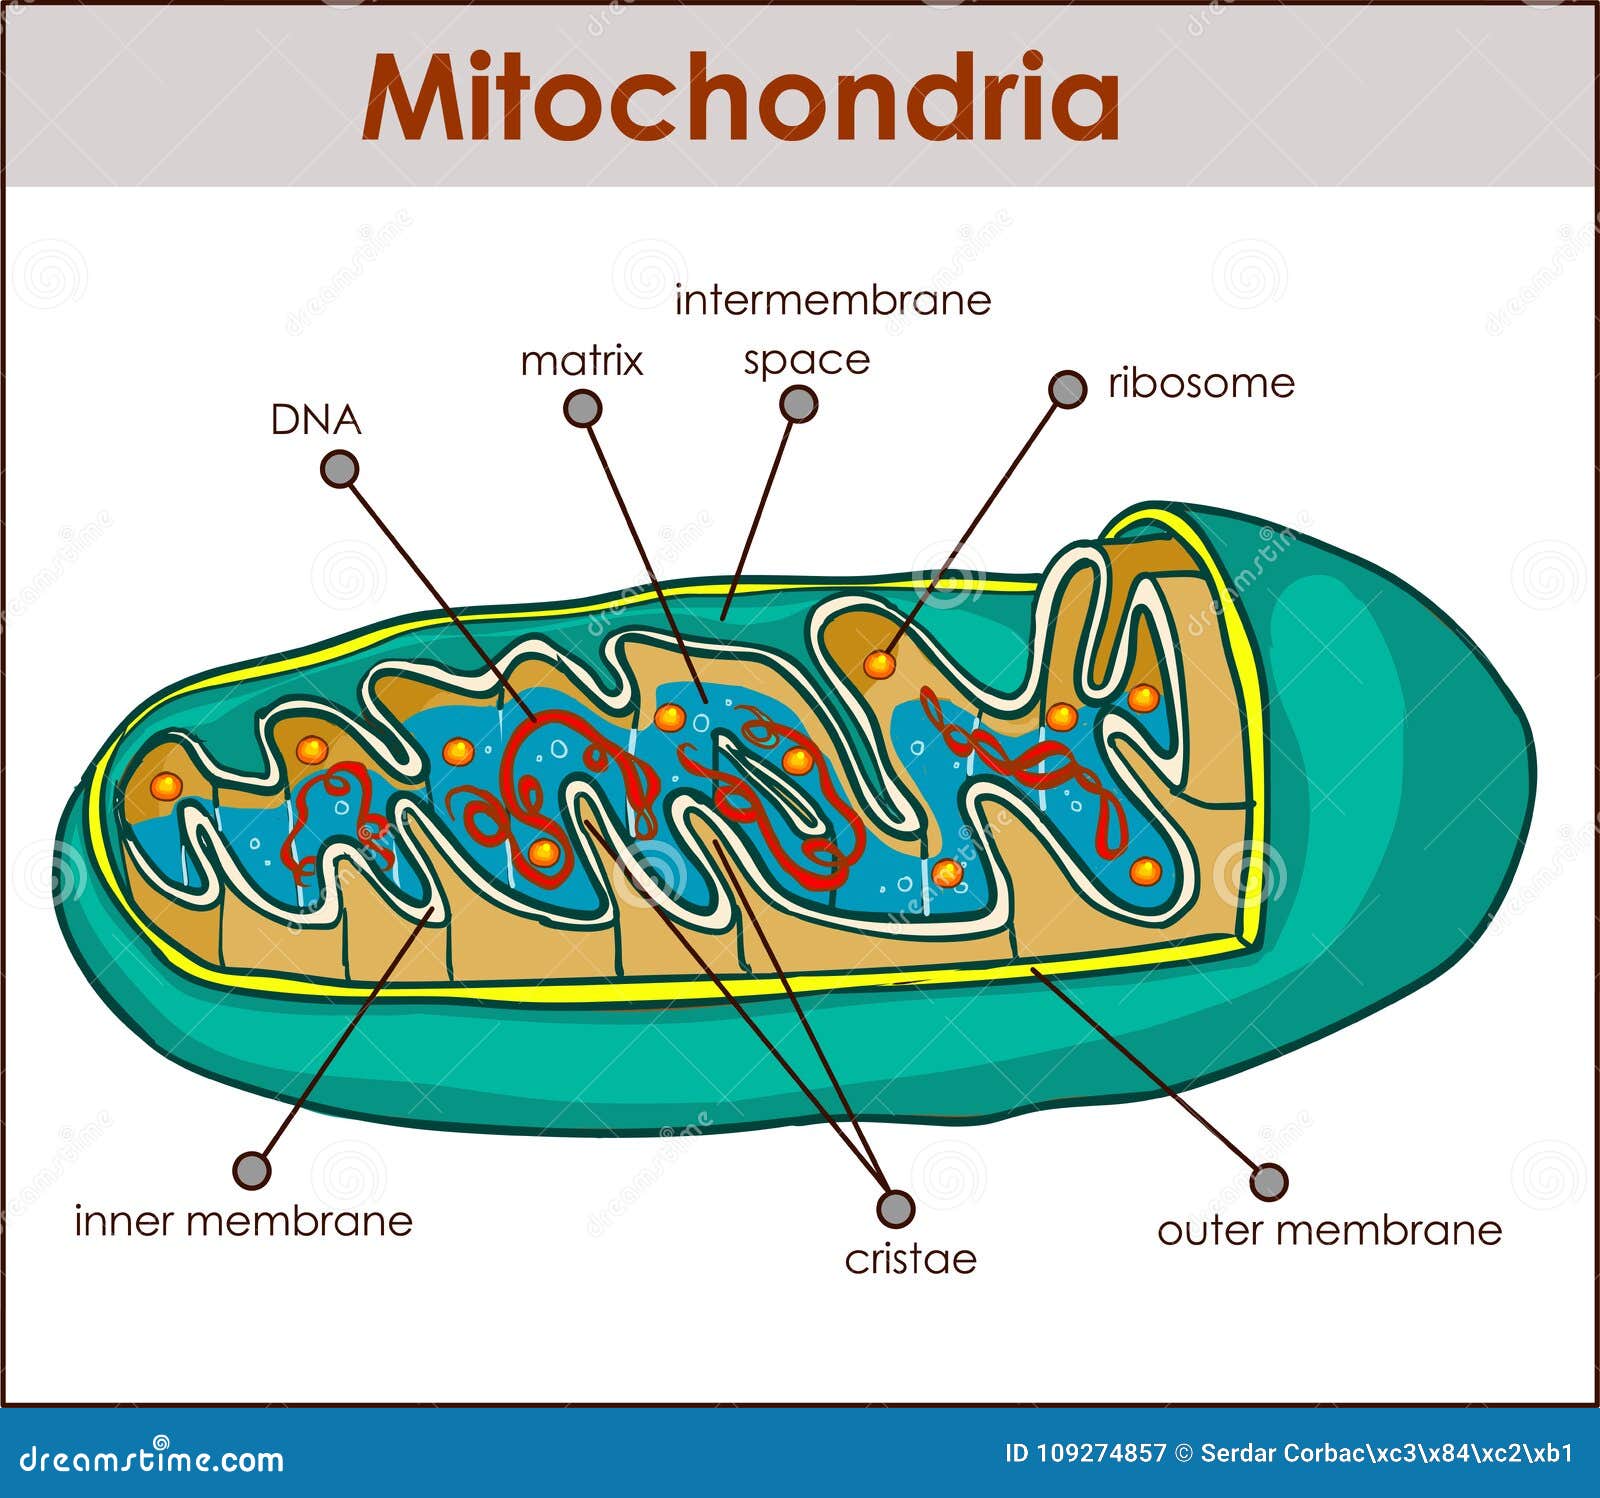 Mitochondria
intermembrane
space
matrix
ribosome
DNA
inner membrane
cristae
outer membrane
dreamstime.com
ID 109274857 © Serdar Corbac\xc3\x84\xc2\xb1